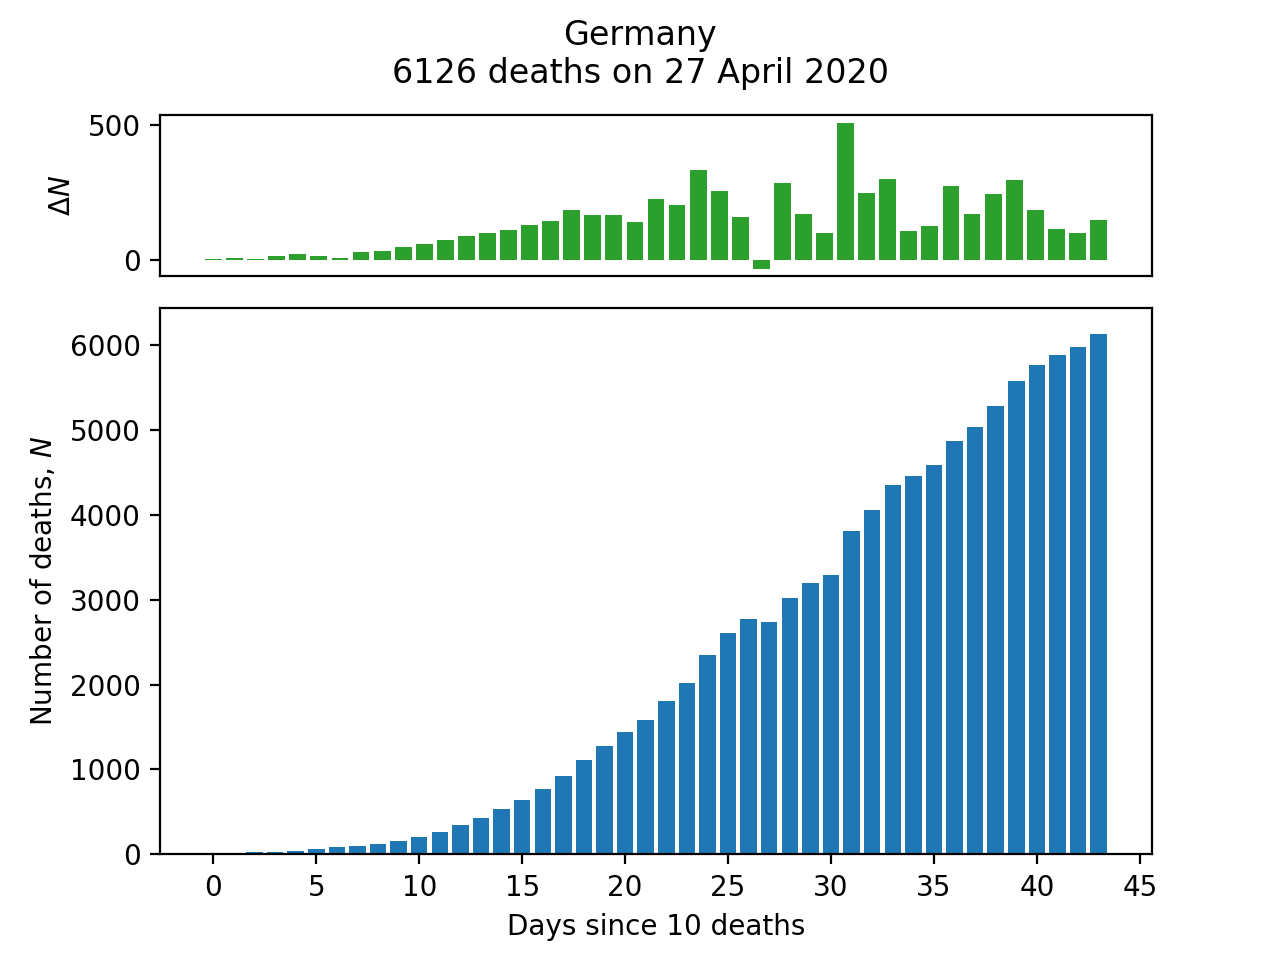 Germany
6126 deaths on 27 April 2020
500
ΔN
0
6000
5000
4000
3000
2000
1000
0
Number of deaths, N
0 5 10 15 20 25 30 35 40 45
Days since 10 deaths